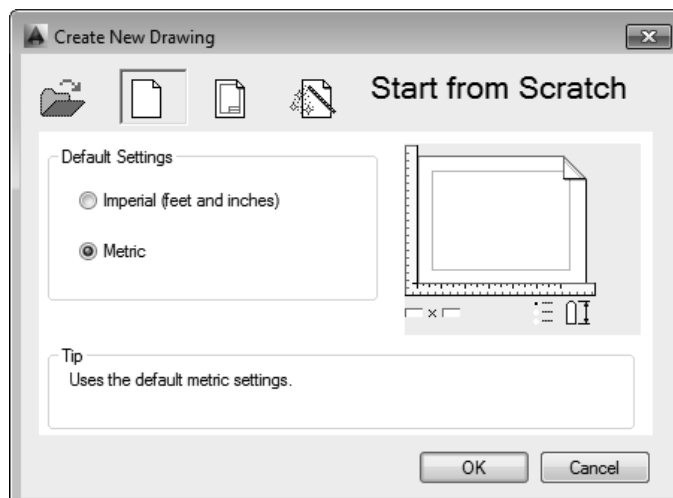 Create New Drawing
Start from Scratch
Default Settings
Imperial (feet and inches)
Metric
Tip
Uses the default metric settings.
OK
Cancel